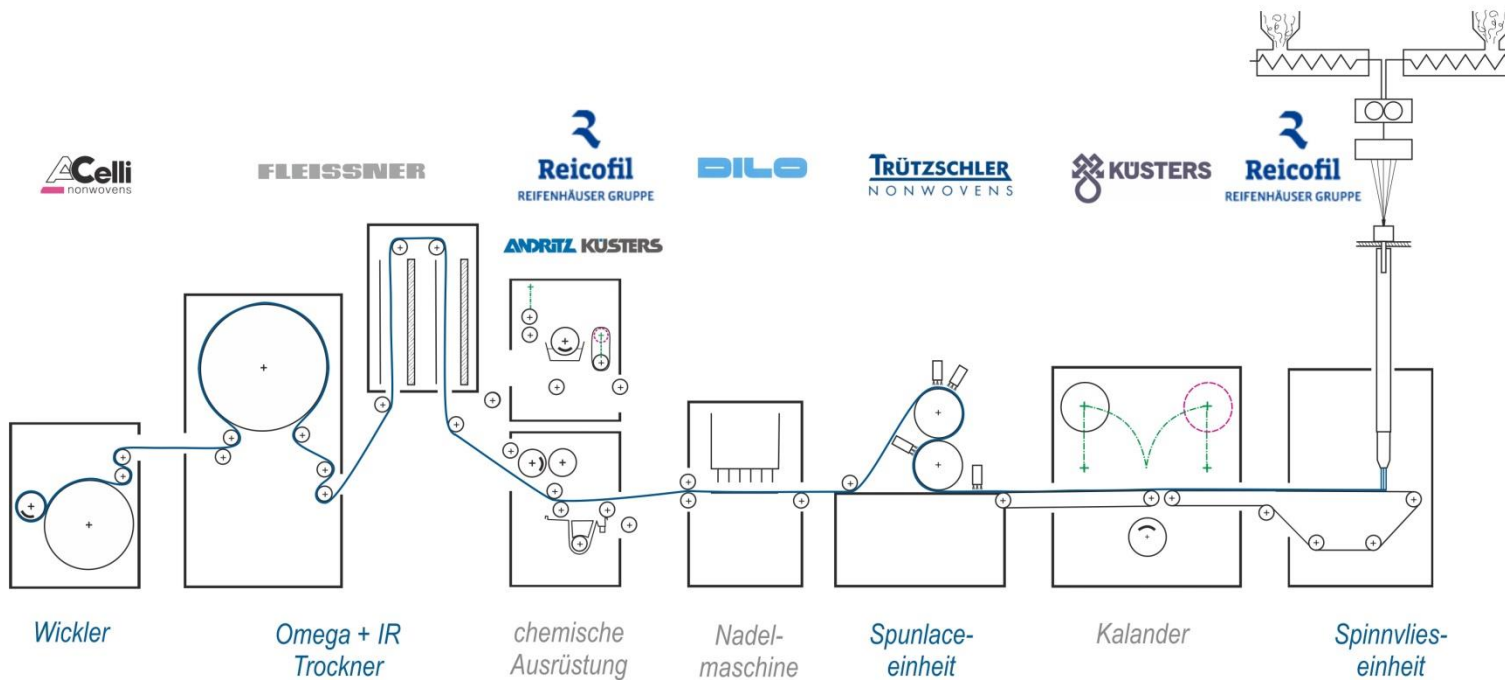 ACelli
nonwovens
FLEISSNER
Reicofil
REIFENHÄUSER GRUPPE
ANDRITZ KÜSTERS
DILO
TRÜTZSCHLER
NONWOVENS
KÜSTERS
Reicofil
REIFENHÄUSER GRUPPE
Wickler
Omega + IR
Trockner
chemische
Ausrüstung
Nadel-
maschine
Spunlace-
einheit
Kalander
Spinnvlies-
einheit